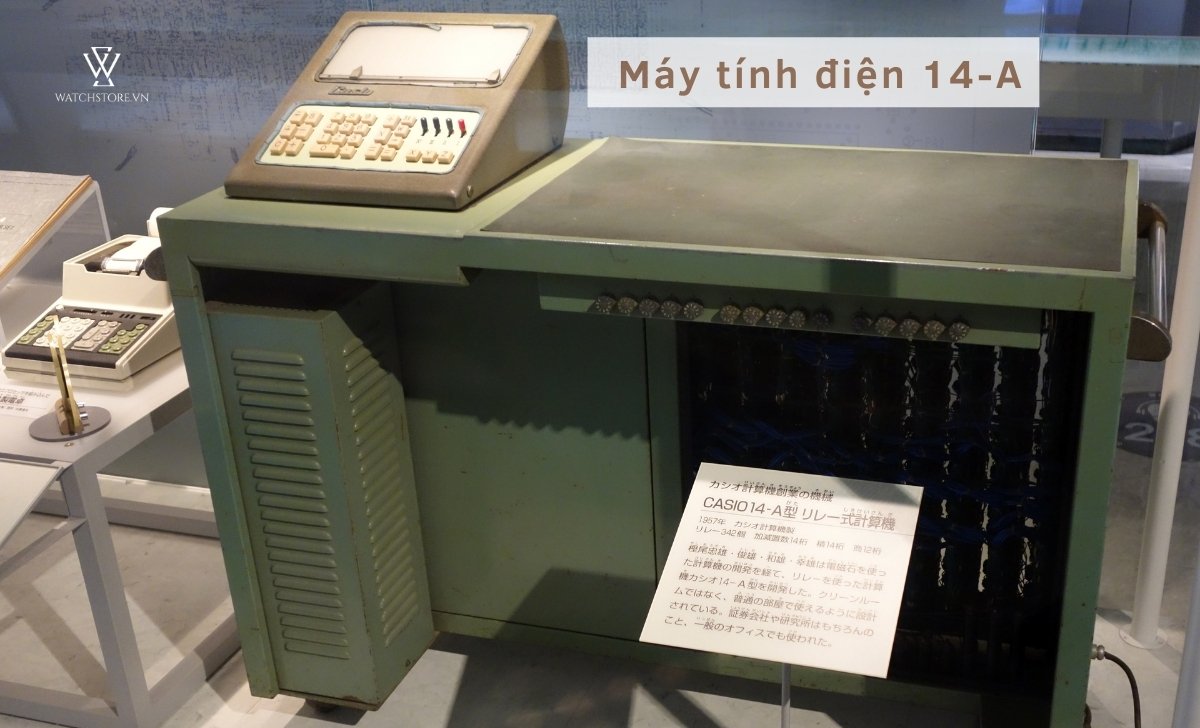 WATCHSTORE.VN
Máy tính điện 14-A
カシオ計算機創業の機械
CASIO14-A型 リレー式計算機
1957年 カシオ計算機製
リレー342個 加減置数14桁 積14桁 商12桁
樫尾忠雄・俊雄・和雄・幸雄は電磁石を使っ
た計算機の開発を経て、リレーを使った計算
機カシオ14-A型を開発した。クリーンルー
ムではなく、普通の部屋で使えるように設計
されている。証券会社や研究所はもちろんの
こと、一般のオフィスでも使われた。